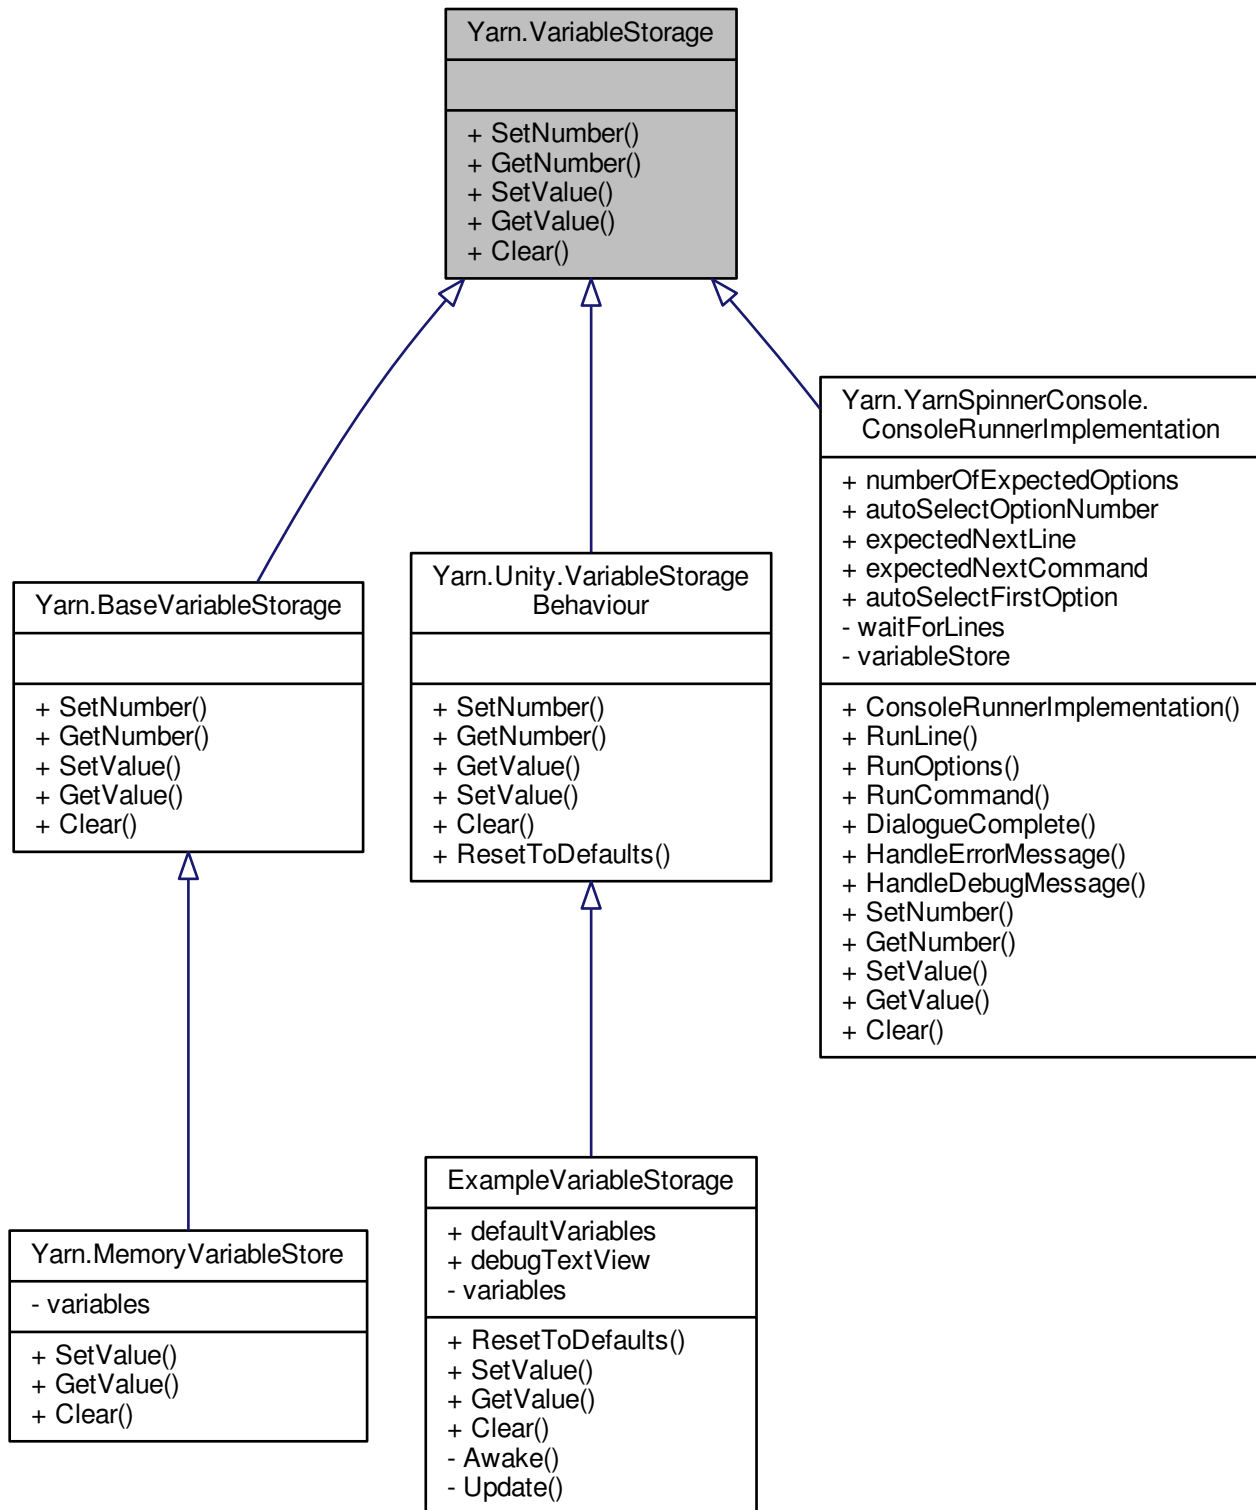 Yarn.VariableStorage
+ SetNumber()
+ GetNumber()
+ SetValue()
+ GetValue()
+ Clear()
Yarn.BaseVariableStorage
+ SetNumber()
+ GetNumber()
+ SetValue()
+ GetValue()
+ Clear()
Yarn.Unity.VariableStorage
Behaviour
+ SetNumber()
+ GetNumber()
+ GetValue()
+ SetValue()
+ Clear()
+ ResetToDefaults()
Yarn.YarnSpinnerConsole.
ConsoleRunnerImplementation
+ numberOfExpectedOptions
+ autoSelectOptionNumber
+ expectedNextLine
+ expectedNextCommand
+ autoSelectFirstOption
- waitForLines
- variableStore
+ ConsoleRunnerImplementation()
+ RunLine()
+ RunOptions()
+ RunCommand()
+ DialogueComplete()
+ HandleErrorMessage()
+ HandleDebugMessage()
+ SetNumber()
+ GetNumber()
+ SetValue()
+ GetValue()
+ Clear()
Yarn.MemoryVariableStore
- variables
+ SetValue()
+ GetValue()
+ Clear()
ExampleVariableStorage
+ defaultVariables
+ debugTextView
- variables
+ ResetToDefaults()
+ SetValue()
+ GetValue()
+ Clear()
- Awake()
- Update()